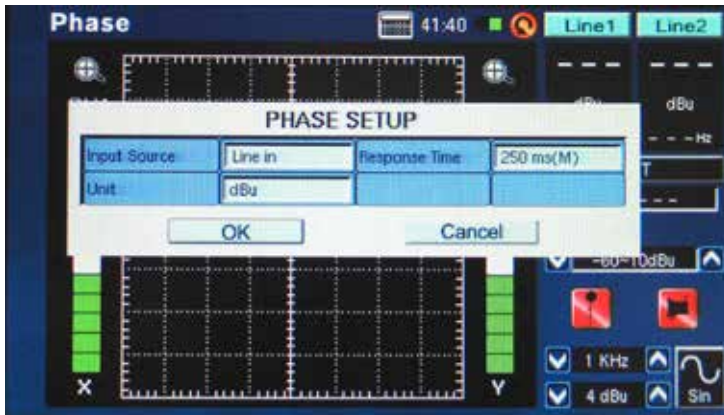 Phase 41:40 Line1 Line2
--- ---
dBu
---Hz
PHASE SETUP
Input Source Line in Response Time 250 ms(M)
Unit dBu
OK Cancel
T
---
-60~10dBu
1 KHz
X Y 4 dBu Sin